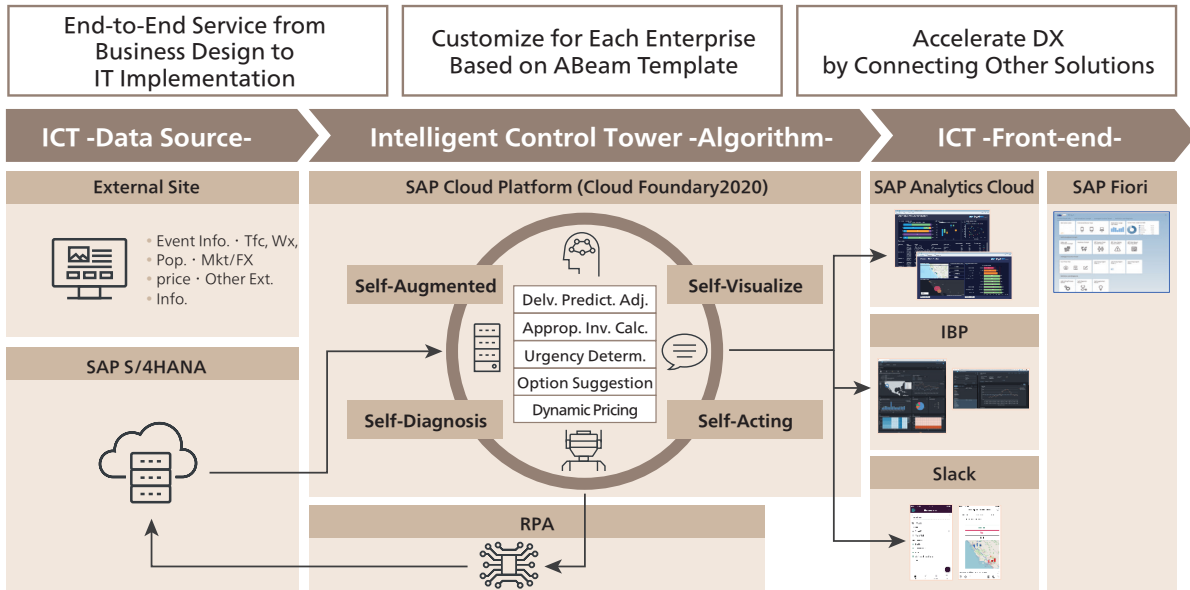 End-to-End Service from
Business Design to
IT Implementation
Customize for Each Enterprise
Based on ABeam Template
Accelerate DX
by Connecting Other Solutions
ICT -Data Source-
Intelligent Control Tower -Algorithm-
ICT -Front-end-
External Site
• Event Info. · Tfc, Wx,
• Pop. · Mkt/FX
• price · Other Ext.
• Info.
SAP S/4HANA
SAP Cloud Platform (Cloud Foundary2020)
Self-Augmented
Self-Visualize
Delv. Predict. Adj.
Approp. Inv. Calc.
Urgency Determ.
Option Suggestion
Dynamic Pricing
Self-Diagnosis
Self-Acting
RPA
SAP Analytics Cloud
SAP Fiori
IBP
Slack